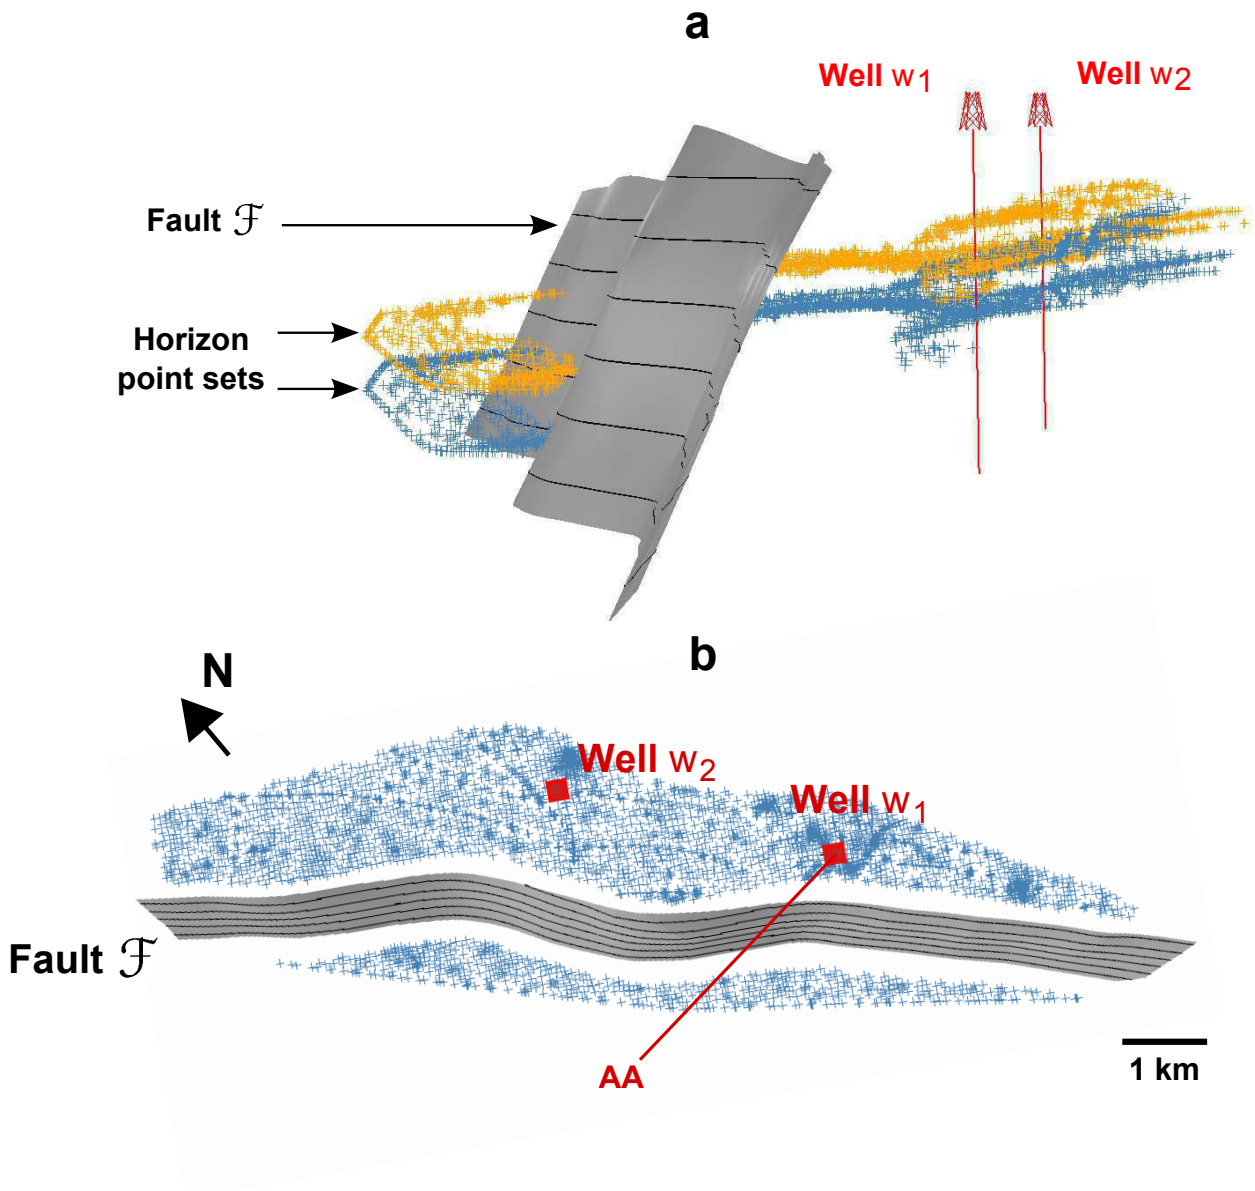 a
Well w1
Well w2
Fault ℱ
Horizon
point sets
b
N
Well w2
Well w1
Fault ℱ
AA
1 km